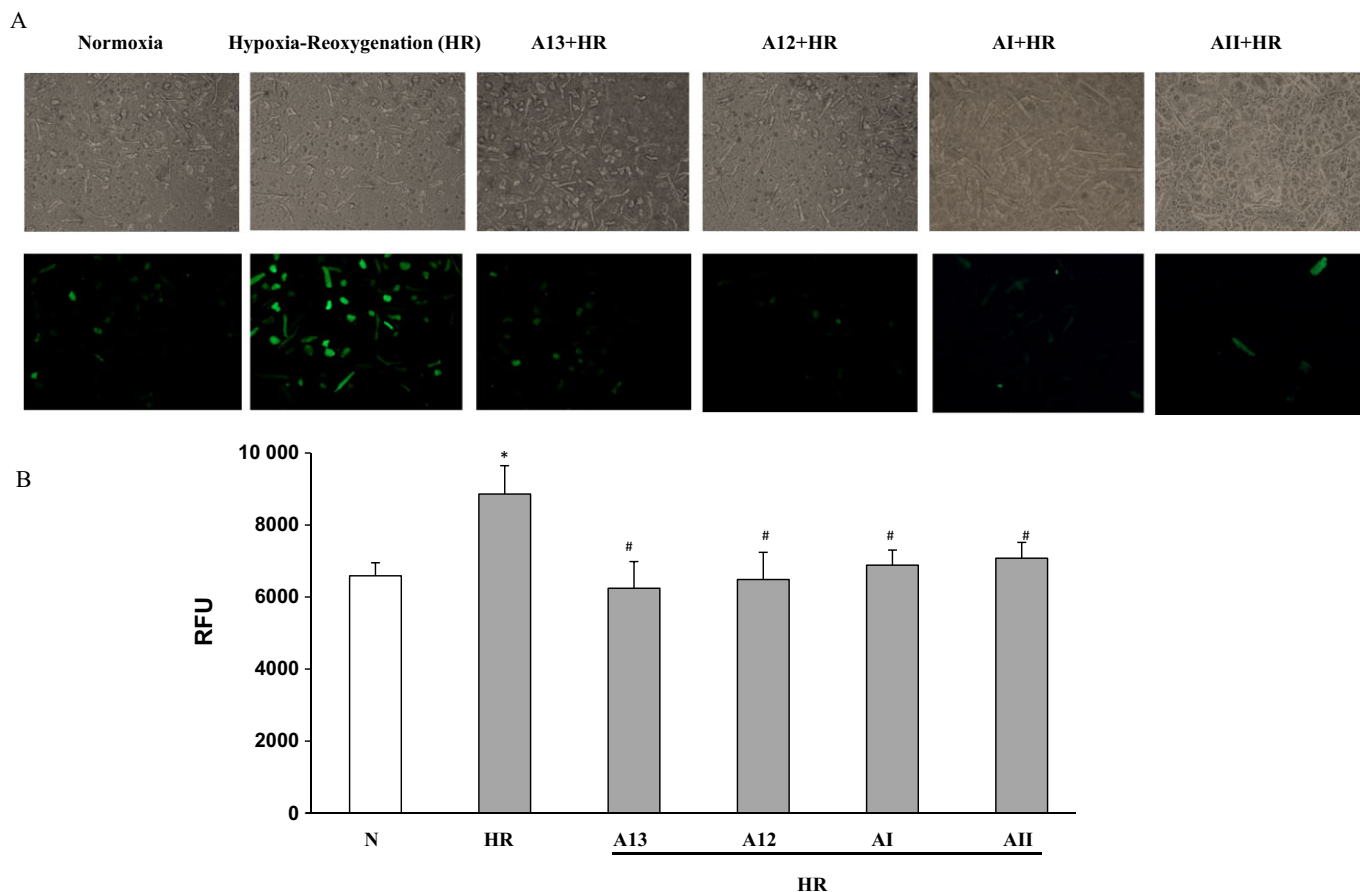 A
Normoxia Hypoxia-Reoxygenation (HR) A13+HR A12+HR AI+HR AII+HR
B
10 000
8000
6000
4000
2000
0
RFU
* # # # #
N HR A13 A12 AI AII
HR